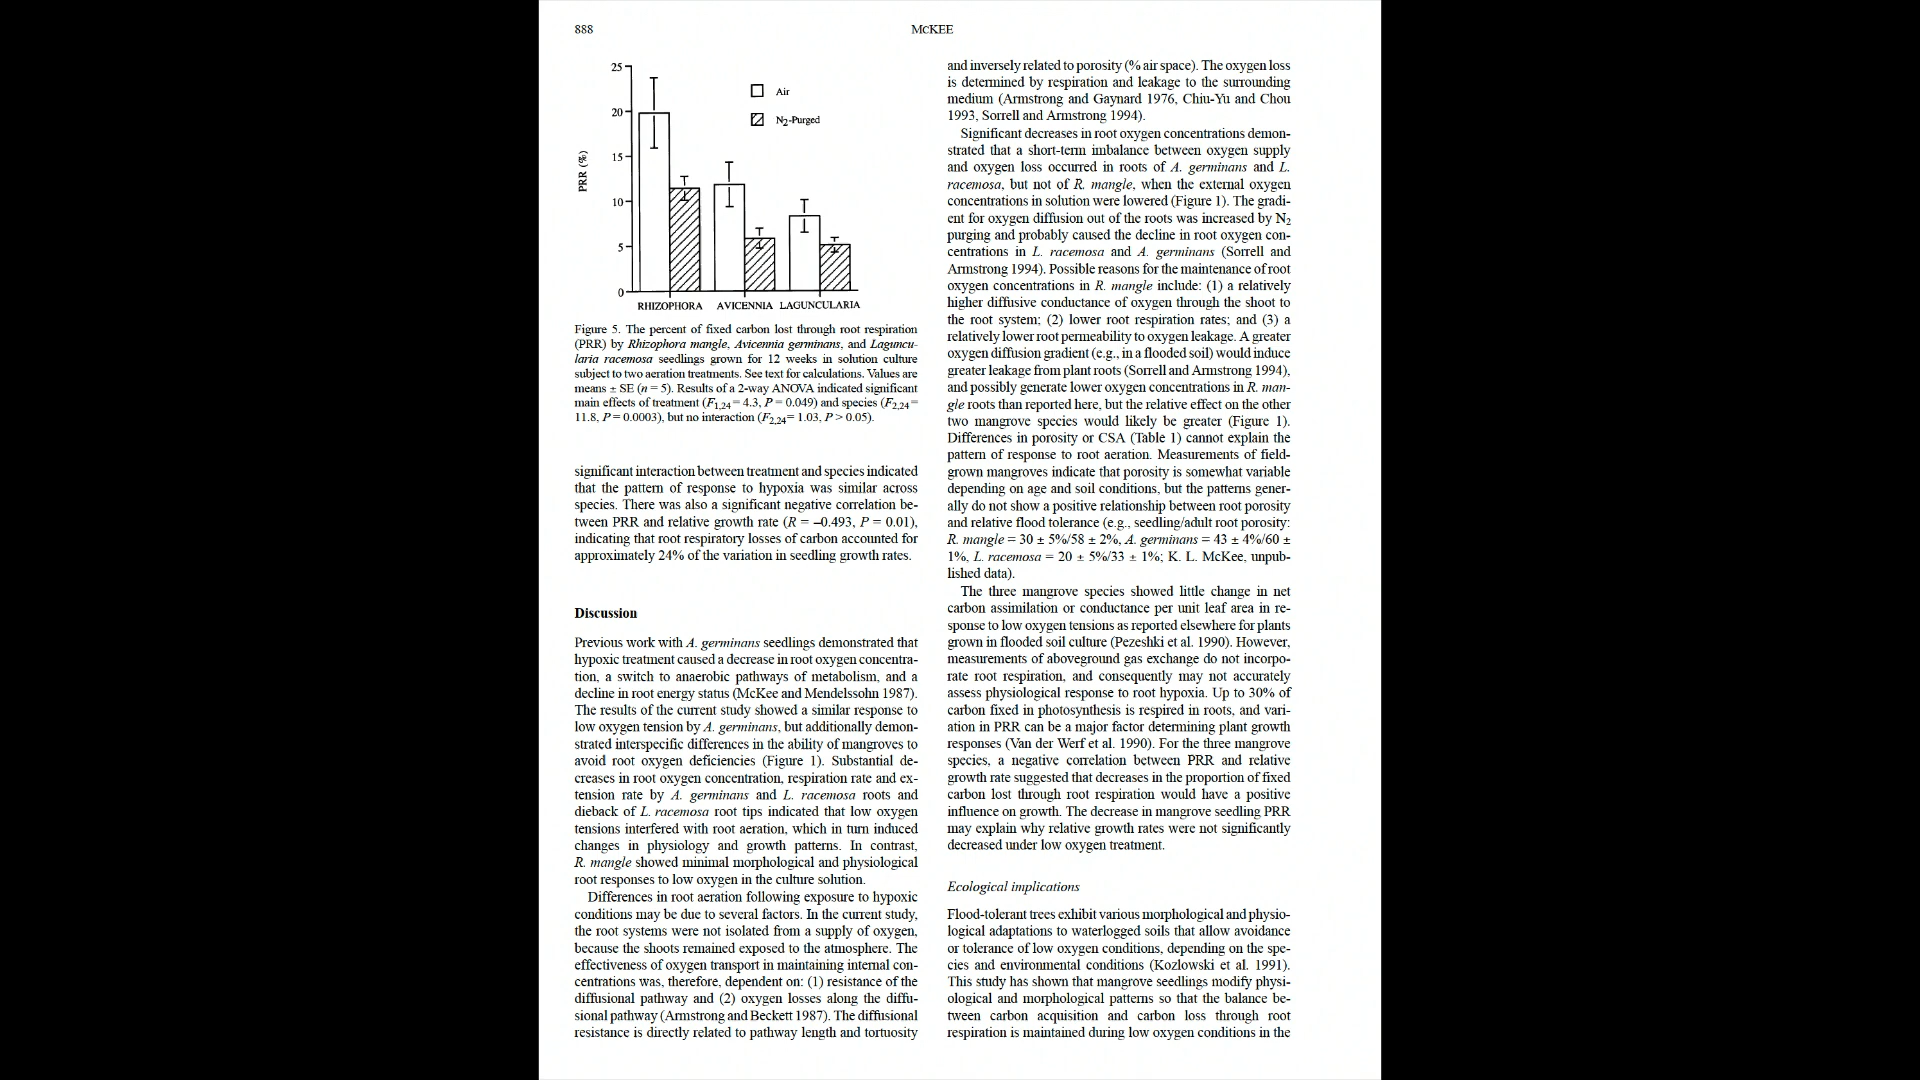 888
McKEE
25
20
15
10
5
0
PRR (%)
Air
N2-Purged
RHIZOPHORA AVICENNIA LAGUNCULARIA
Figure 5. The percent of fixed carbon lost through root respiration
(PRR) by Rhizophora mangle, Avicennia germinans, and Laguncu-
laria racemosa seedlings grown for 12 weeks in solution culture
subject to two aeration treatments. See text for calculations. Values are
means ± SE (n = 5). Results of a 2-way ANOVA indicated significant
main effects of treatment (F1,24 = 4.3, P = 0.049) and species (F2,24 =
11.8, P = 0.0003), but no interaction (F2,24 = 1.03, P > 0.05).
significant interaction between treatment and species indicated
that the pattern of response to hypoxia was similar across
species. There was also a significant negative correlation be-
tween PRR and relative growth rate (R = –0.493, P = 0.01),
indicating that root respiratory losses of carbon accounted for
approximately 24% of the variation in seedling growth rates.
Discussion
Previous work with A. germinans seedlings demonstrated that
hypoxic treatment caused a decrease in root oxygen concentra-
tion, a switch to anaerobic pathways of metabolism, and a
decline in root energy status (McKee and Mendelssohn 1987).
The results of the current study showed a similar response to
low oxygen tension by A. germinans, but additionally demon-
strated interspecific differences in the ability of mangroves to
avoid root oxygen deficiencies (Figure 1). Substantial de-
creases in root oxygen concentration, respiration rate and ex-
tension rate by A. germinans and L. racemosa roots and
dieback of L. racemosa root tips indicated that low oxygen
tensions interfered with root aeration, which in turn induced
changes in physiology and growth patterns. In contrast,
R. mangle showed minimal morphological and physiological
root responses to low oxygen in the culture solution.
Differences in root aeration following exposure to hypoxic
conditions may be due to several factors. In the current study,
the root systems were not isolated from a supply of oxygen,
because the shoots remained exposed to the atmosphere. The
effectiveness of oxygen transport in maintaining internal con-
centrations was, therefore, dependent on: (1) resistance of the
diffusional pathway and (2) oxygen losses along the diffu-
sional pathway (Armstrong and Beckett 1987). The diffusional
resistance is directly related to pathway length and tortuosity
and inversely related to porosity (% air space). The oxygen loss
is determined by respiration and leakage to the surrounding
medium (Armstrong and Gaynard 1976, Chiu-Yu and Chou
1993, Sorrell and Armstrong 1994).
Significant decreases in root oxygen concentrations demon-
strated that a short-term imbalance between oxygen supply
and oxygen loss occurred in roots of A. germinans and L.
racemosa, but not of R. mangle, when the external oxygen
concentrations in solution were lowered (Figure 1). The gradi-
ent for oxygen diffusion out of the roots was increased by N2
purging and probably caused the decline in root oxygen con-
centrations in L. racemosa and A. germinans (Sorrell and
Armstrong 1994). Possible reasons for the maintenance of root
oxygen concentrations in R. mangle include: (1) a relatively
higher diffusive conductance of oxygen through the shoot to
the root system; (2) lower root respiration rates; and (3) a
relatively lower root permeability to oxygen leakage. A greater
oxygen diffusion gradient (e.g., in a flooded soil) would induce
greater leakage from plant roots (Sorrell and Armstrong 1994),
and possibly generate lower oxygen concentrations in R. man-
gle roots than reported here, but the relative effect on the other
two mangrove species would likely be greater (Figure 1).
Differences in porosity or CSA (Table 1) cannot explain the
pattern of response to root aeration. Measurements of field-
grown mangroves indicate that porosity is somewhat variable
depending on age and soil conditions, but the patterns gener-
ally do not show a positive relationship between root porosity
and relative flood tolerance (e.g., seedling/adult root porosity:
R. mangle = 30 ± 5%/58 ± 2%, A. germinans = 43 ± 4%/60 ±
1%, L. racemosa = 20 ± 5%/33 ± 1%; K. L. McKee, unpub-
lished data).
The three mangrove species showed little change in net
carbon assimilation or conductance per unit leaf area in re-
sponse to low oxygen tensions as reported elsewhere for plants
grown in flooded soil culture (Pezeshki et al. 1990). However,
measurements of aboveground gas exchange do not incorpo-
rate root respiration, and consequently may not accurately
assess physiological response to root hypoxia. Up to 30% of
carbon fixed in photosynthesis is respired in roots, and vari-
ation in PRR can be a major factor determining plant growth
responses (Van der Werf et al. 1990). For the three mangrove
species, a negative correlation between PRR and relative
growth rate suggested that decreases in the proportion of fixed
carbon lost through root respiration would have a positive
influence on growth. The decrease in mangrove seedling PRR
may explain why relative growth rates were not significantly
decreased under low oxygen treatment.
Ecological implications
Flood-tolerant trees exhibit various morphological and physio-
logical adaptations to waterlogged soils that allow avoidance
or tolerance of low oxygen conditions, depending on the spe-
cies and environmental conditions (Kozlowski et al. 1991).
This study has shown that mangrove seedlings modify physi-
ological and morphological patterns so that the balance be-
tween carbon acquisition and carbon loss through root
respiration is maintained during low oxygen conditions in the